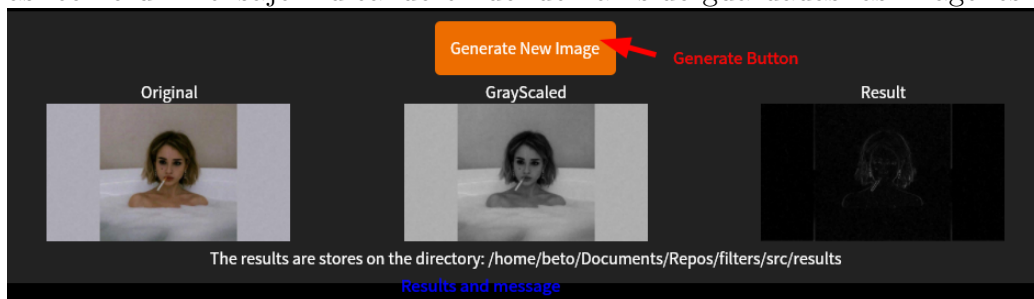 Generate New Image
Generate Button
Original
GrayScaled
Result
The results are stores on the directory: /home/beto/Documents/Repos/filters/src/results
Results and message